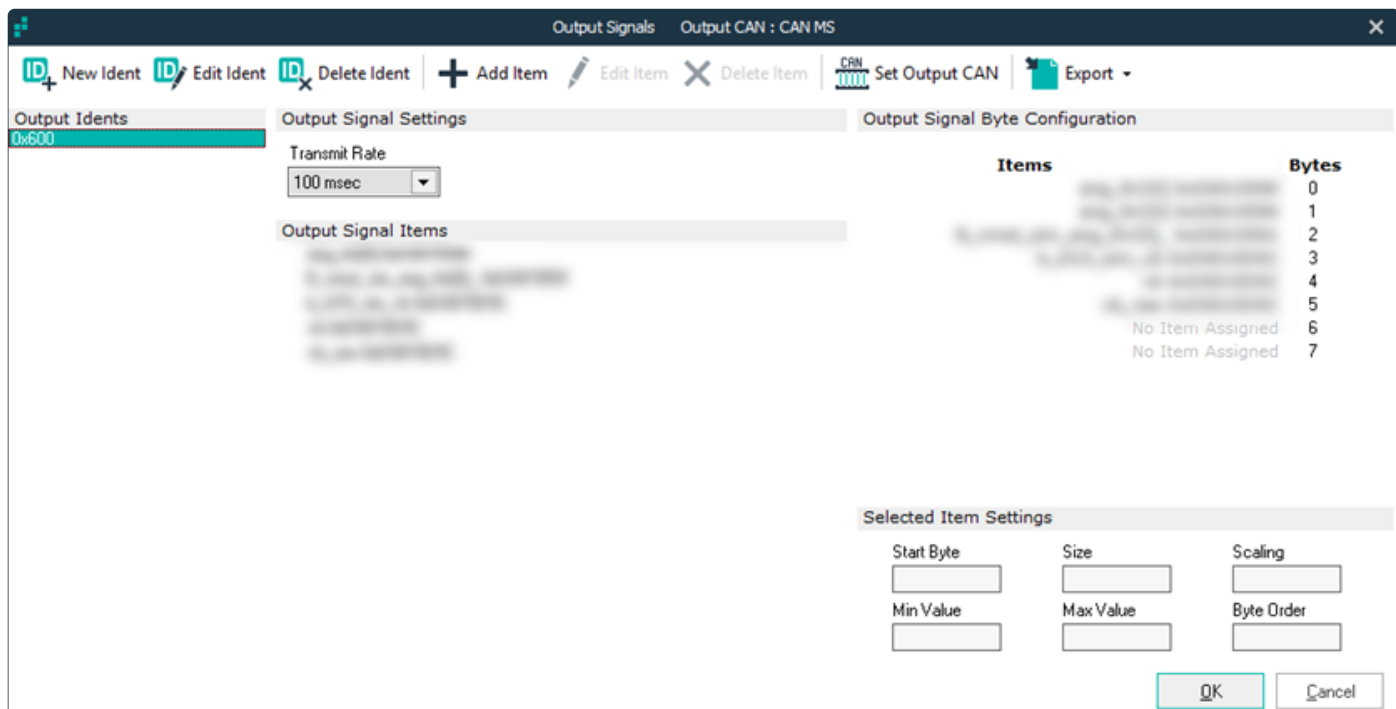 Output Signals Output CAN : CAN MS
New Ident Edit Ident Delete Ident Add Item Edit Item Delete Item CAN Set Output CAN Export
Output Idents
0x600
Output Signal Settings
Transmit Rate
100 msec
Output Signal Items
Output Signal Byte Configuration
Items Bytes
0
1
2
3
4
5
No Item Assigned 6
No Item Assigned 7
Selected Item Settings
Start Byte Size Scaling
Min Value Max Value Byte Order
OK Cancel